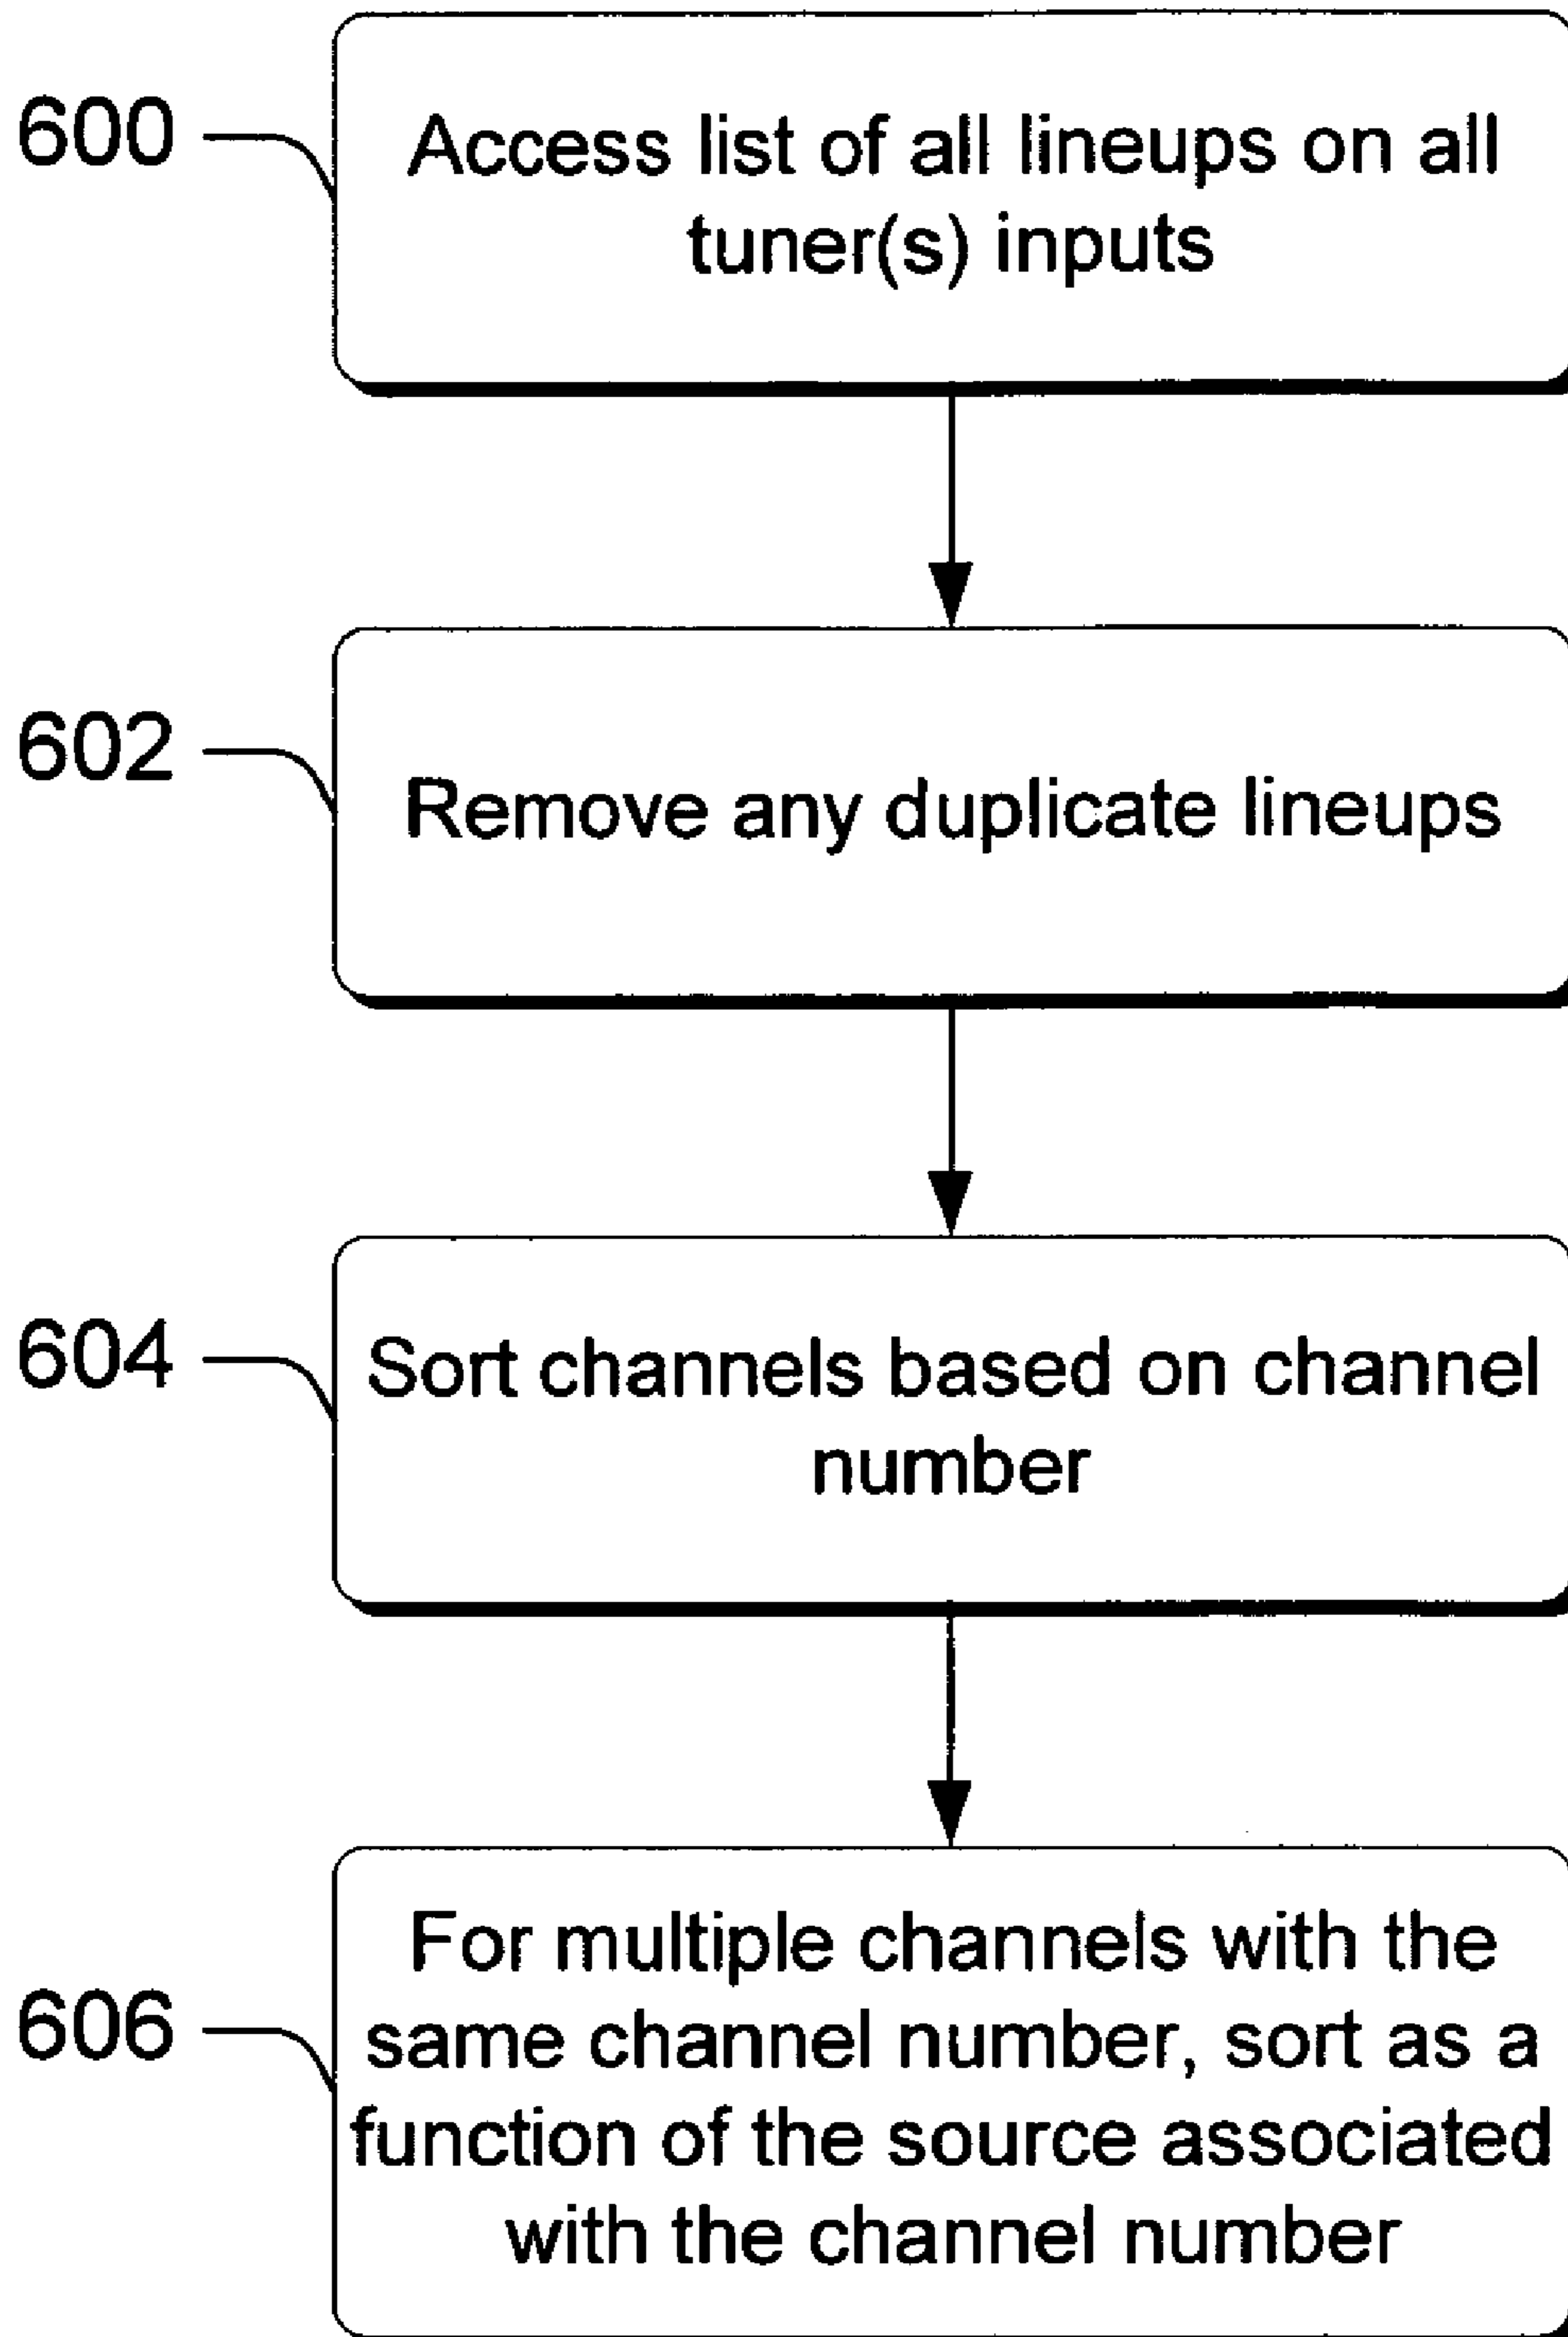 600
Access list of all lineups on all
tuner(s) inputs
602
Remove any duplicate lineups
604
Sort channels based on channel
number
606
For multiple channels with the
same channel number, sort as a
function of the source associated
with the channel number